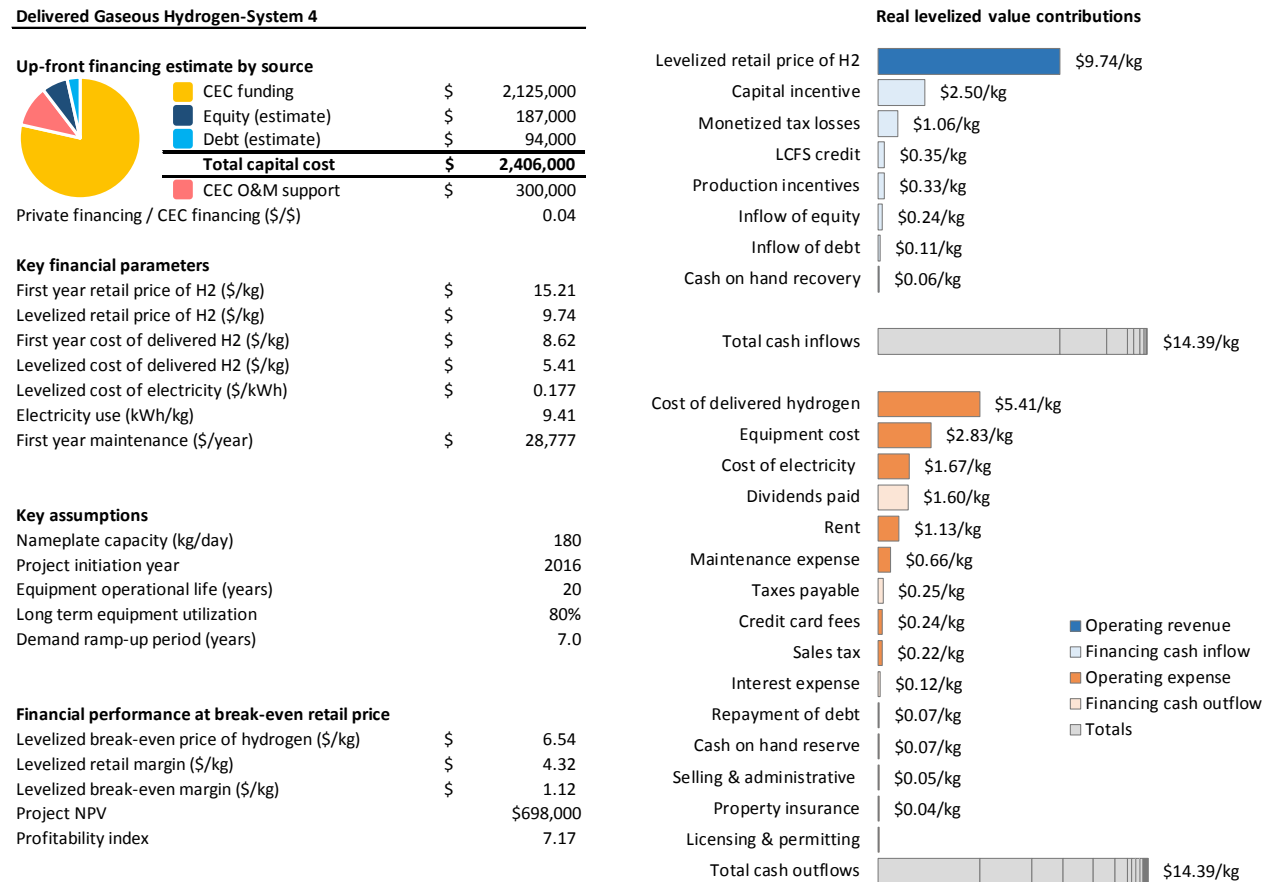 Delivered Gaseous Hydrogen-System 4
Up-front financing estimate by source
CEC funding $ 2,125,000
Equity (estimate) $ 187,000
Debt (estimate) $ 94,000
Total capital cost $ 2,406,000
CEC O&M support $ 300,000
Private financing / CEC financing ($/$) 0.04
Key financial parameters
First year retail price of H2 ($/kg) $ 15.21
Levelized retail price of H2 ($/kg) $ 9.74
First year cost of delivered H2 ($/kg) $ 8.62
Levelized cost of delivered H2 ($/kg) $ 5.41
Levelized cost of electricity ($/kWh) $ 0.177
Electricity use (kWh/kg) 9.41
First year maintenance ($/year) $ 28,777
Key assumptions
Nameplate capacity (kg/day) 180
Project initiation year 2016
Equipment operational life (years) 20
Long term equipment utilization 80%
Demand ramp-up period (years) 7.0
Financial performance at break-even retail price
Levelized break-even price of hydrogen ($/kg) $ 6.54
Levelized retail margin ($/kg) $ 4.32
Levelized break-even margin ($/kg) $ 1.12
Project NPV $698,000
Profitability index 7.17
Real levelized value contributions
Levelized retail price of H2 $9.74/kg
Capital incentive $2.50/kg
Monetized tax losses $1.06/kg
LCFS credit $0.35/kg
Production incentives $0.33/kg
Inflow of equity $0.24/kg
Inflow of debt $0.11/kg
Cash on hand recovery $0.06/kg
Total cash inflows $14.39/kg
Cost of delivered hydrogen $5.41/kg
Equipment cost $2.83/kg
Cost of electricity $1.67/kg
Dividends paid $1.60/kg
Rent $1.13/kg
Maintenance expense $0.66/kg
Taxes payable $0.25/kg
Credit card fees $0.24/kg
Sales tax $0.22/kg
Interest expense $0.12/kg
Repayment of debt $0.07/kg
Cash on hand reserve $0.07/kg
Selling & administrative $0.05/kg
Property insurance $0.04/kg
Licensing & permitting
Total cash outflows $14.39/kg
Operating revenue
Financing cash inflow
Operating expense
Financing cash outflow
Totals